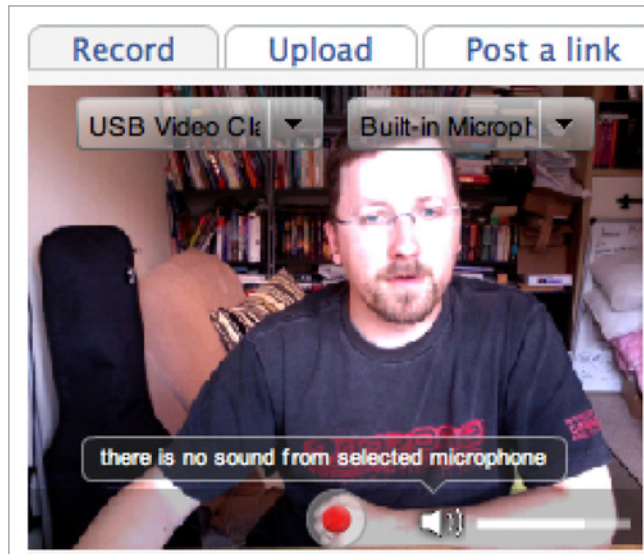 Record Upload Post a link
USB Video Cla Built-in Microph
there is no sound from selected microphone